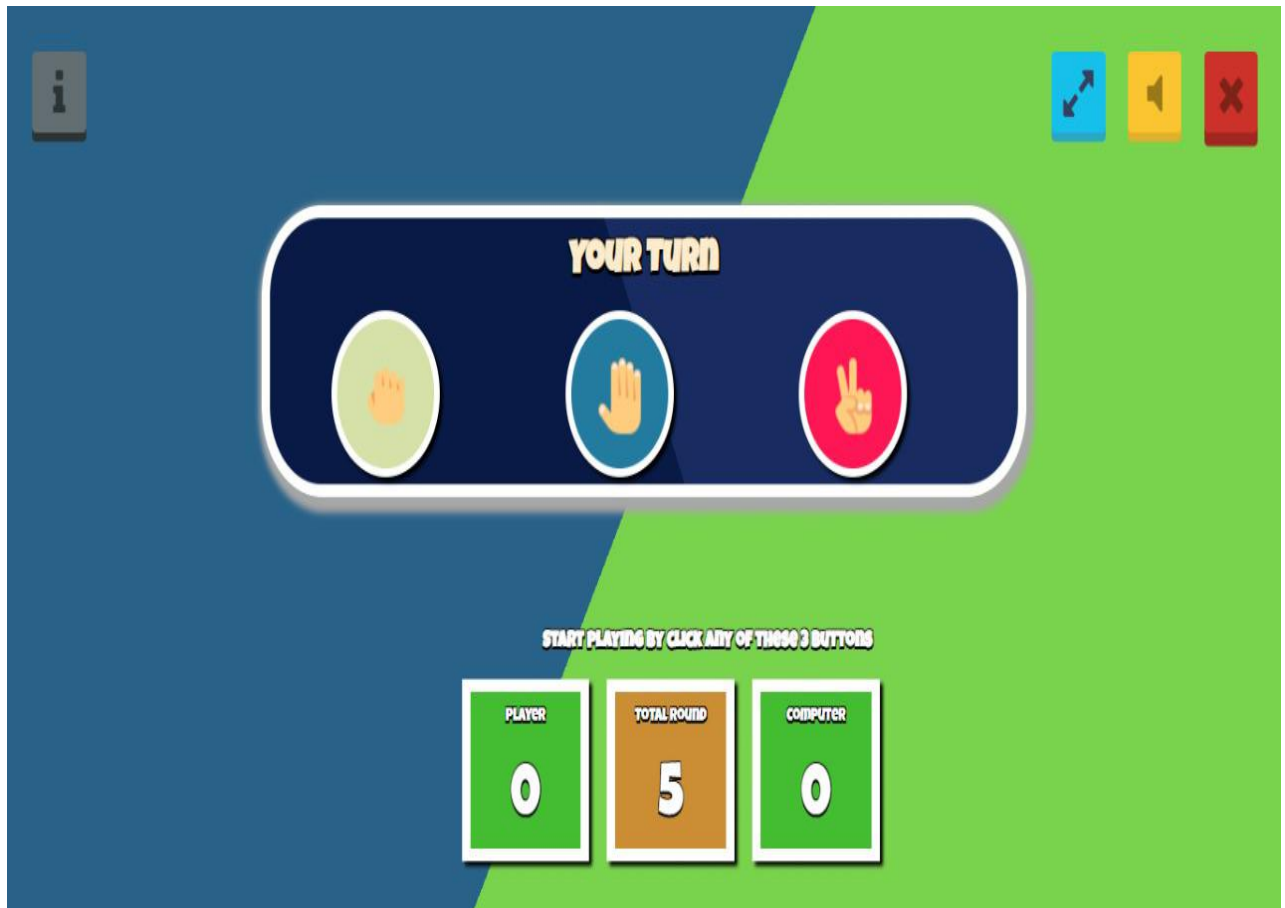 i
YOUR TURN
START PLAYING BY CLICK ANY OF THESE 3 BUTTONS
PLAYER
TOTAL ROUND
COMPUTER
0
5
0